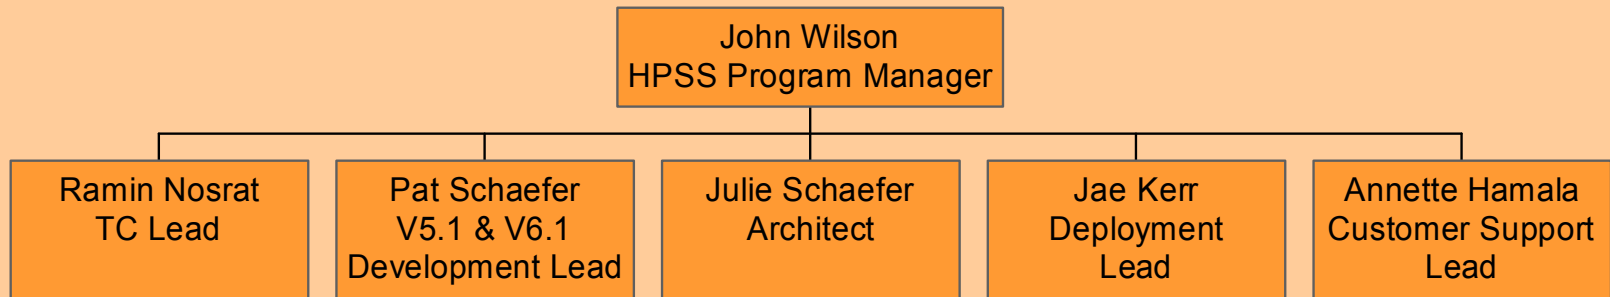 John Wilson
HPSS Program Manager
Ramin Nosrat
TC Lead
Pat Schaefer
V5.1 & V6.1
Development Lead
Julie Schaefer
Architect
Jae Kerr
Deployment
Lead
Annette Hamala
Customer Support
Lead